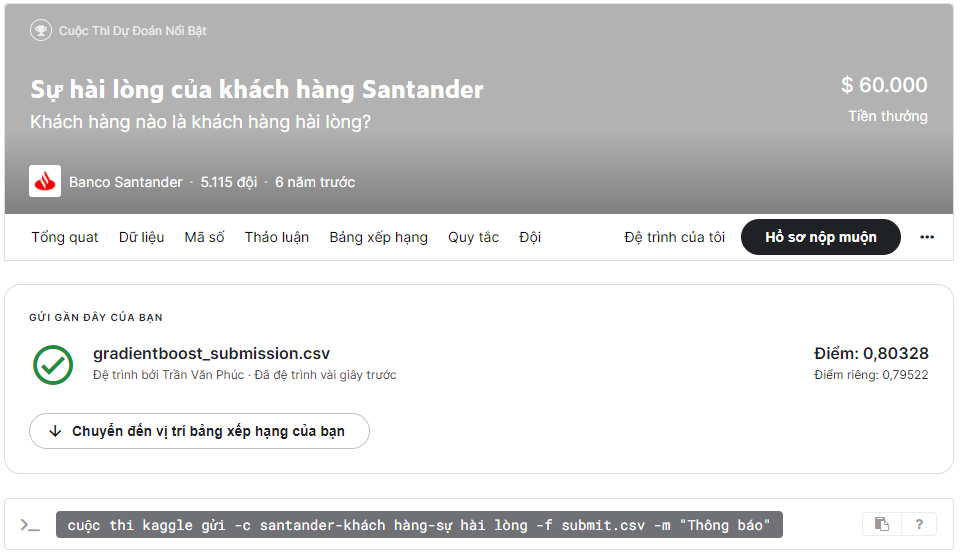 Cuộc Thi Dự Đoán Nổi Bật
Sự hài lòng của khách hàng Santander
$ 60.000
Khách hàng nào là khách hàng hài lòng?
Tiền thưởng
Banco Santander · 5.115 đội · 6 năm trước
Tổng quat Dữ liệu Mã số Thảo luận Bảng xếp hạng Quy tắc Đội Đệ trình của tôi Hồ sơ nộp muộn ...
GỬI GẦN ĐÂY CỦA BẠN
gradientboost_submission.csv Điểm: 0,80328
Đệ trình bởi Trần Văn Phúc · Đã đệ trình vài giây trước Điểm riêng: 0,79522
Chuyển đến vị trí bảng xếp hạng của bạn
>_ cuộc thi kaggle gửi -c santander-khách hàng-sự hài lòng -f submit.csv -m "Thông báo" ?